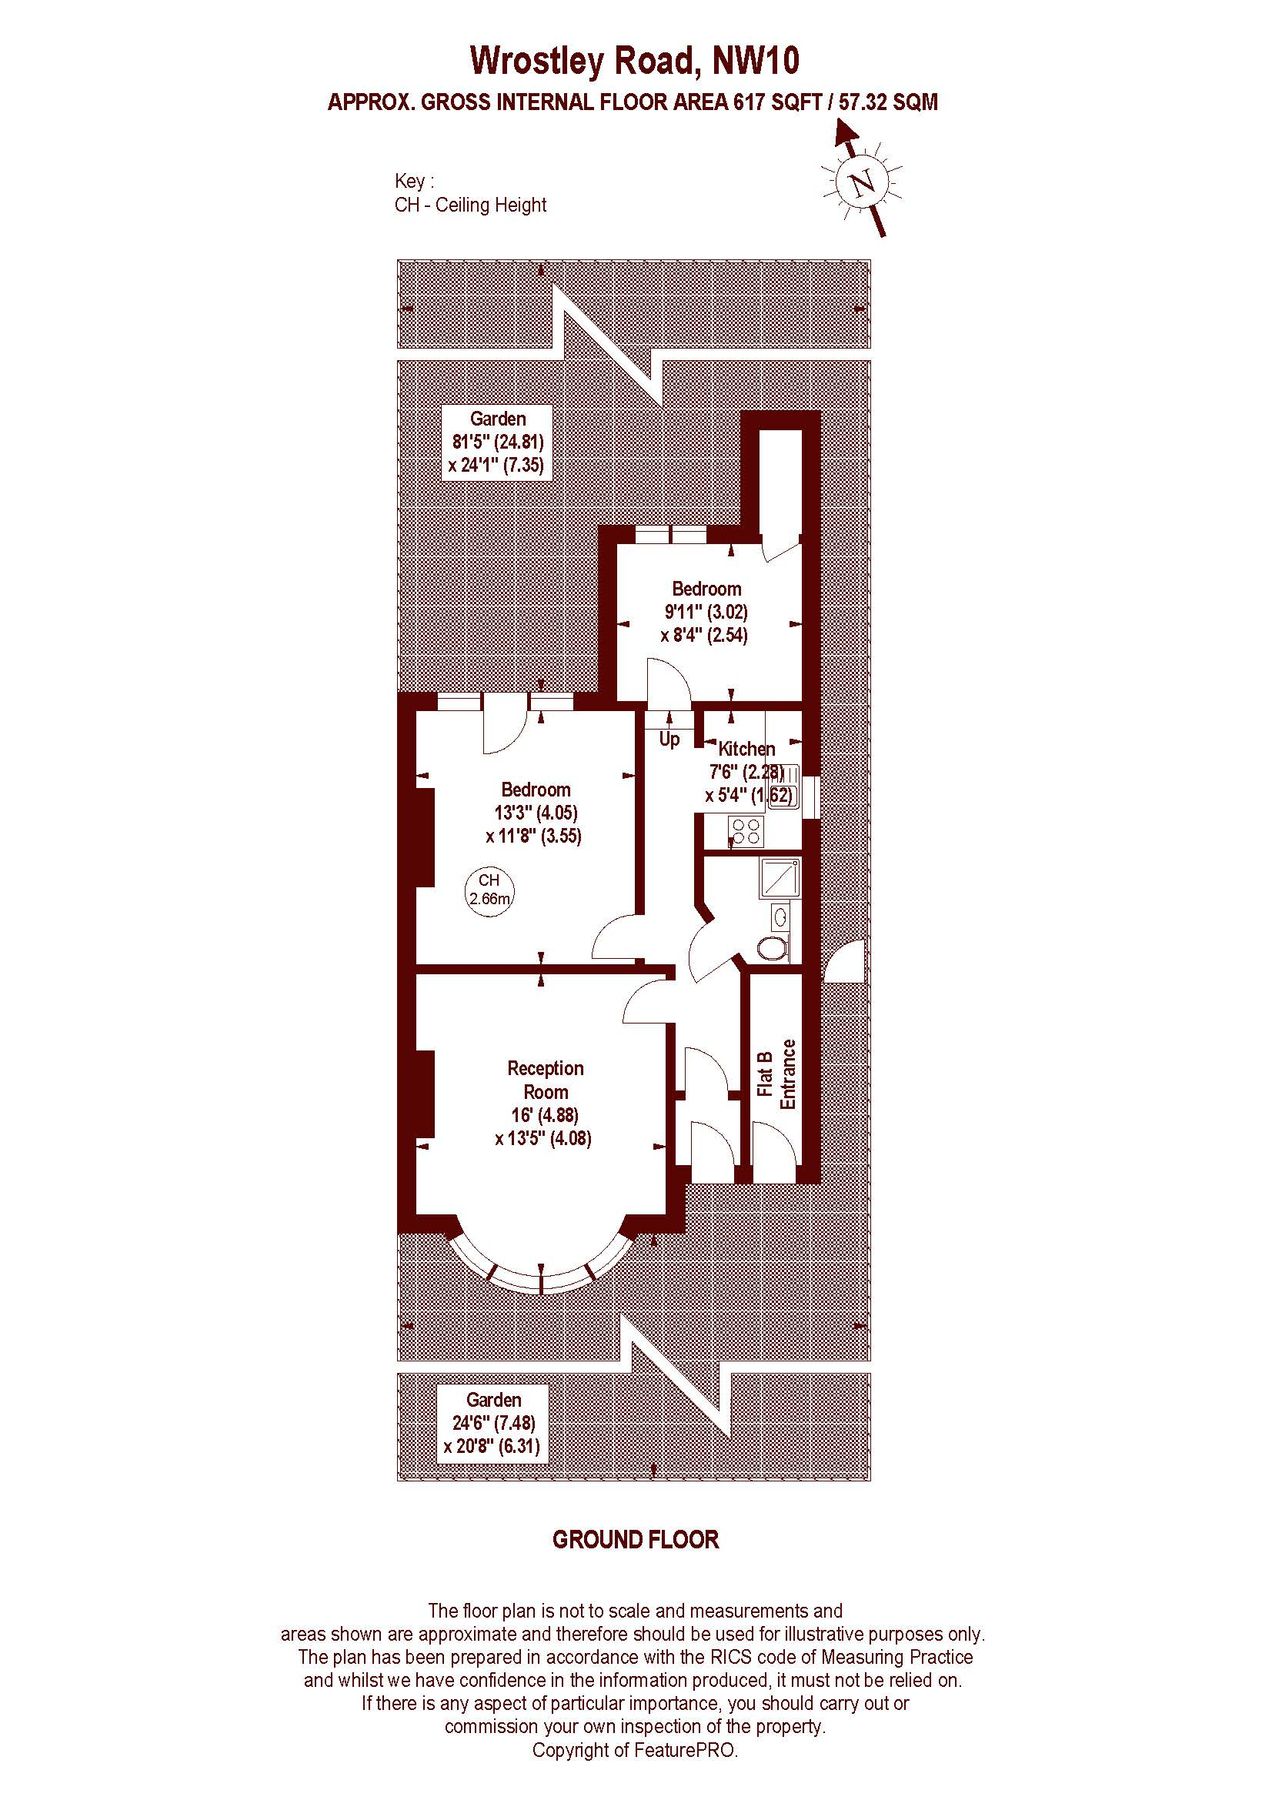 Wrostley Road, NW10
APPROX. GROSS INTERNAL FLOOR AREA 617 SQFT / 57.32 SQM
Key :
CH - Ceiling Height
N
Garden
81'5" (24.81)
x 24'1" (7.35)
Bedroom
9'11" (3.02)
x 8'4" (2.54)
Up
Kitchen
7'6" (2.28)
x 5'4" (1.62)
Bedroom
13'3" (4.05)
x 11'8" (3.55)
CH
2.66m
Reception
Room
16' (4.88)
x 13'5" (4.08)
Flat B
Entrance
Garden
24'6" (7.48)
x 20'8" (6.31)
GROUND FLOOR
The floor plan is not to scale and measurements and
areas shown are approximate and therefore should be used for illustrative purposes only.
The plan has been prepared in accordance with the RICS code of Measuring Practice
and whilst we have confidence in the information produced, it must not be relied on.
If there is any aspect of particular importance, you should carry out or
commission your own inspection of the property.
Copyright of FeaturePRO.